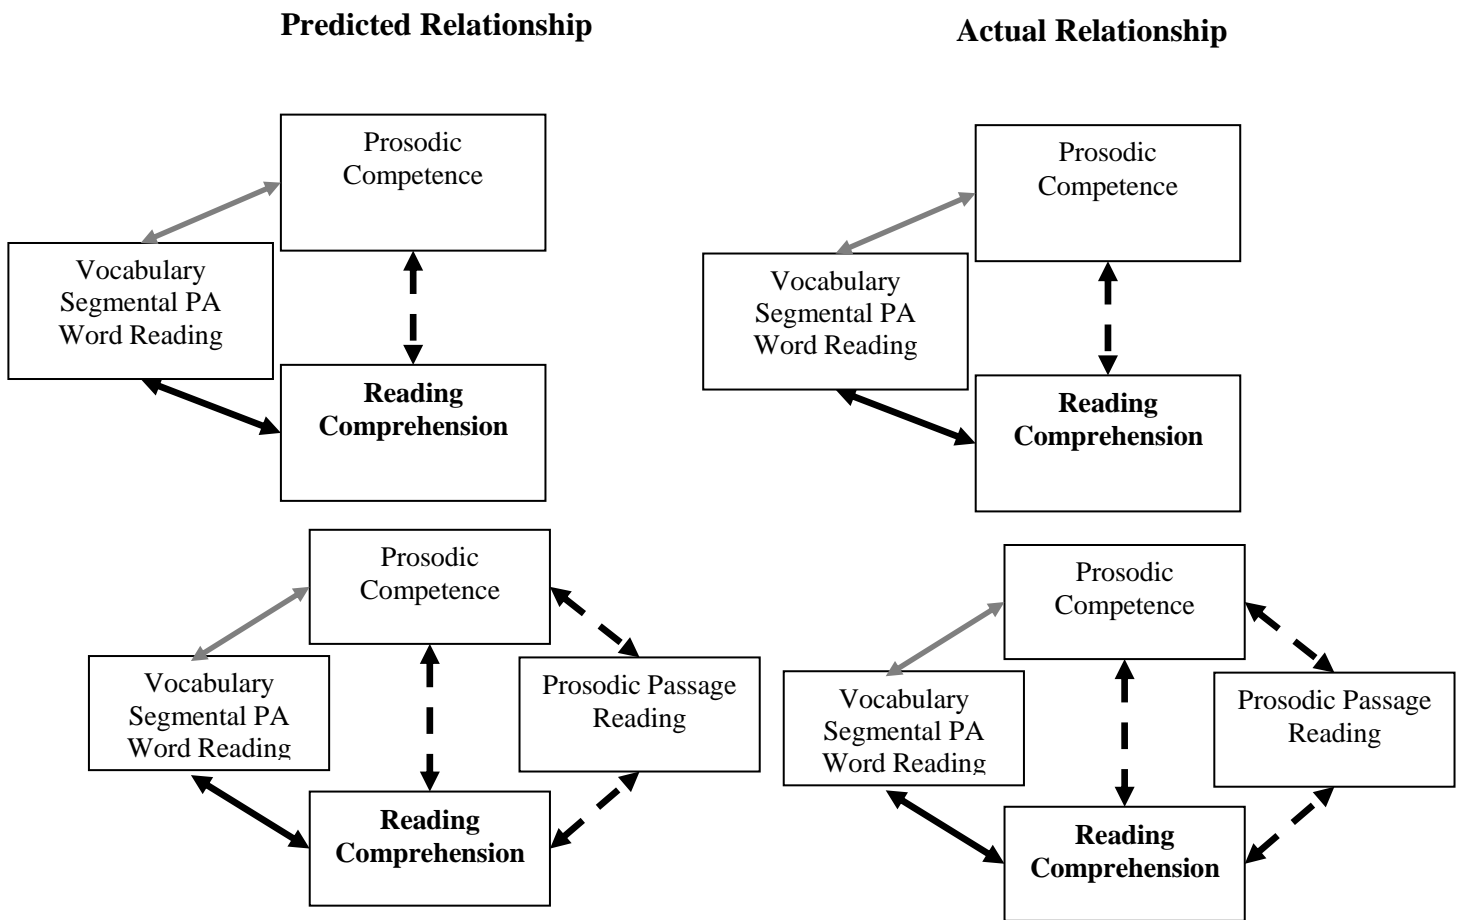 Predicted Relationship
Actual Relationship
Prosodic
Competence
Vocabulary
Segmental PA
Word Reading
Reading
Comprehension
Prosodic
Competence
Vocabulary
Segmental PA
Word Reading
Reading
Comprehension
Prosodic
Competence
Vocabulary
Segmental PA
Word Reading
Prosodic Passage
Reading
Reading
Comprehension
Prosodic
Competence
Vocabulary
Segmental PA
Word Reading
Prosodic Passage
Reading
Reading
Comprehension